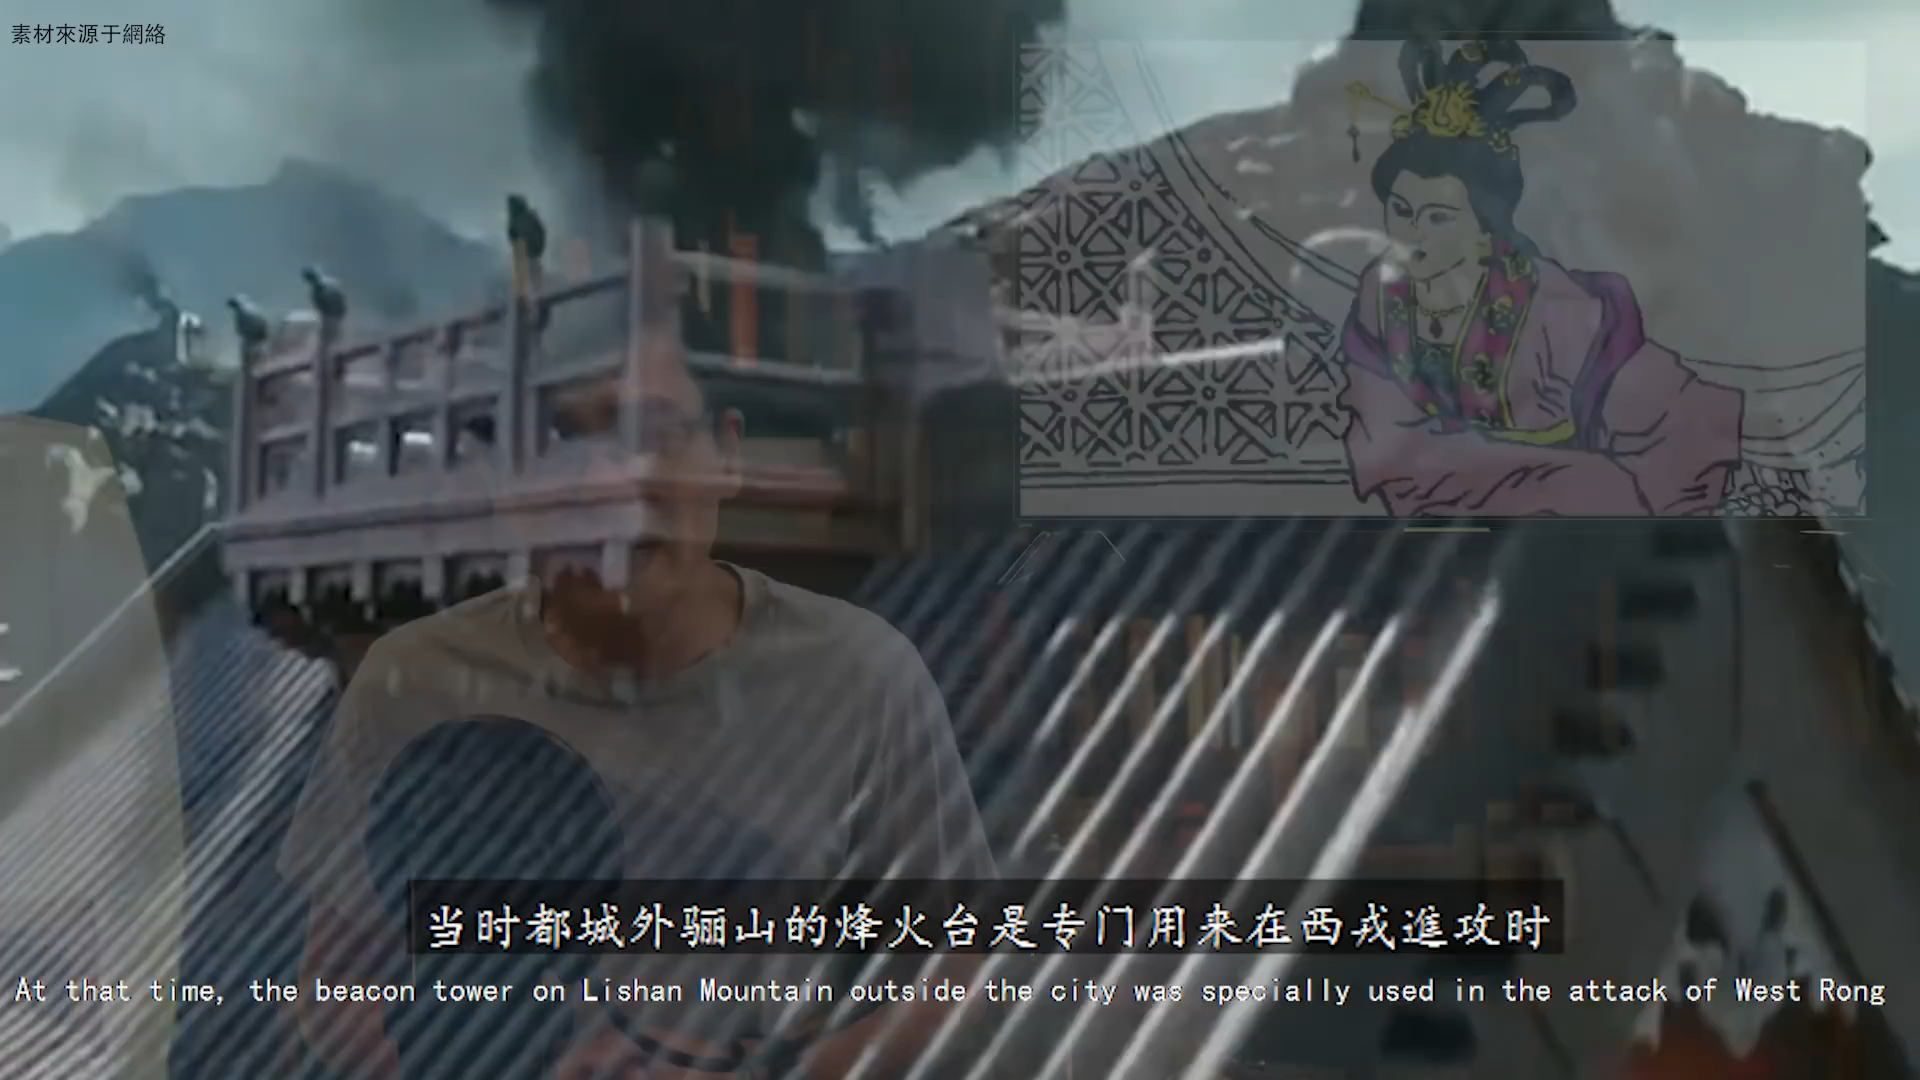 素材來源于網絡
当时都城外骊山的烽火台是专门用来在西戎進攻时
At that time, the beacon tower on Lishan Mountain outside the city was specially used in the attack of West Rong